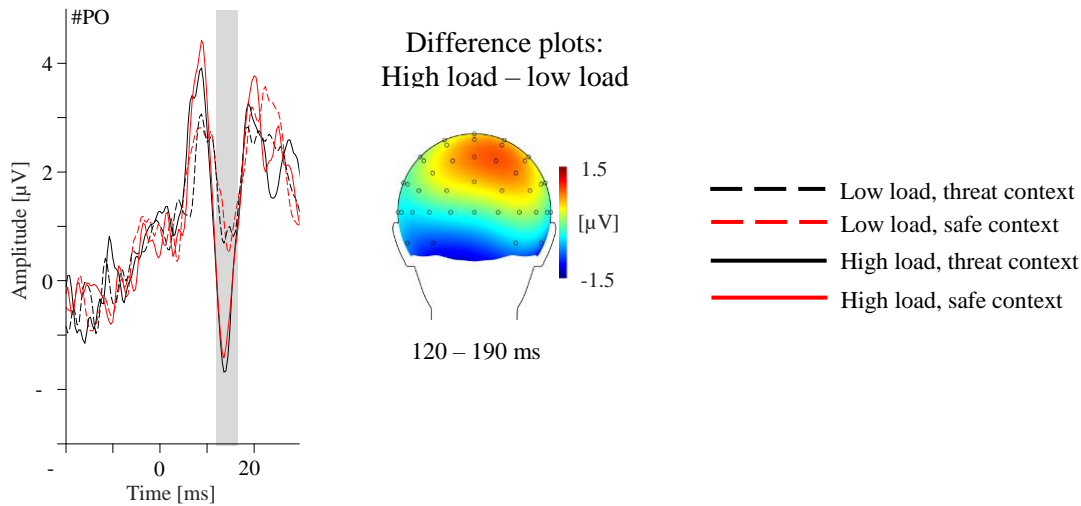 #PO
4
2
0
-
Amplitude [µV]
-
0
20
Time [ms]
Difference plots:
High load – low load
1.5
[µV]
-1.5
120 – 190 ms
Low load, threat context
Low load, safe context
High load, threat context
High load, safe context